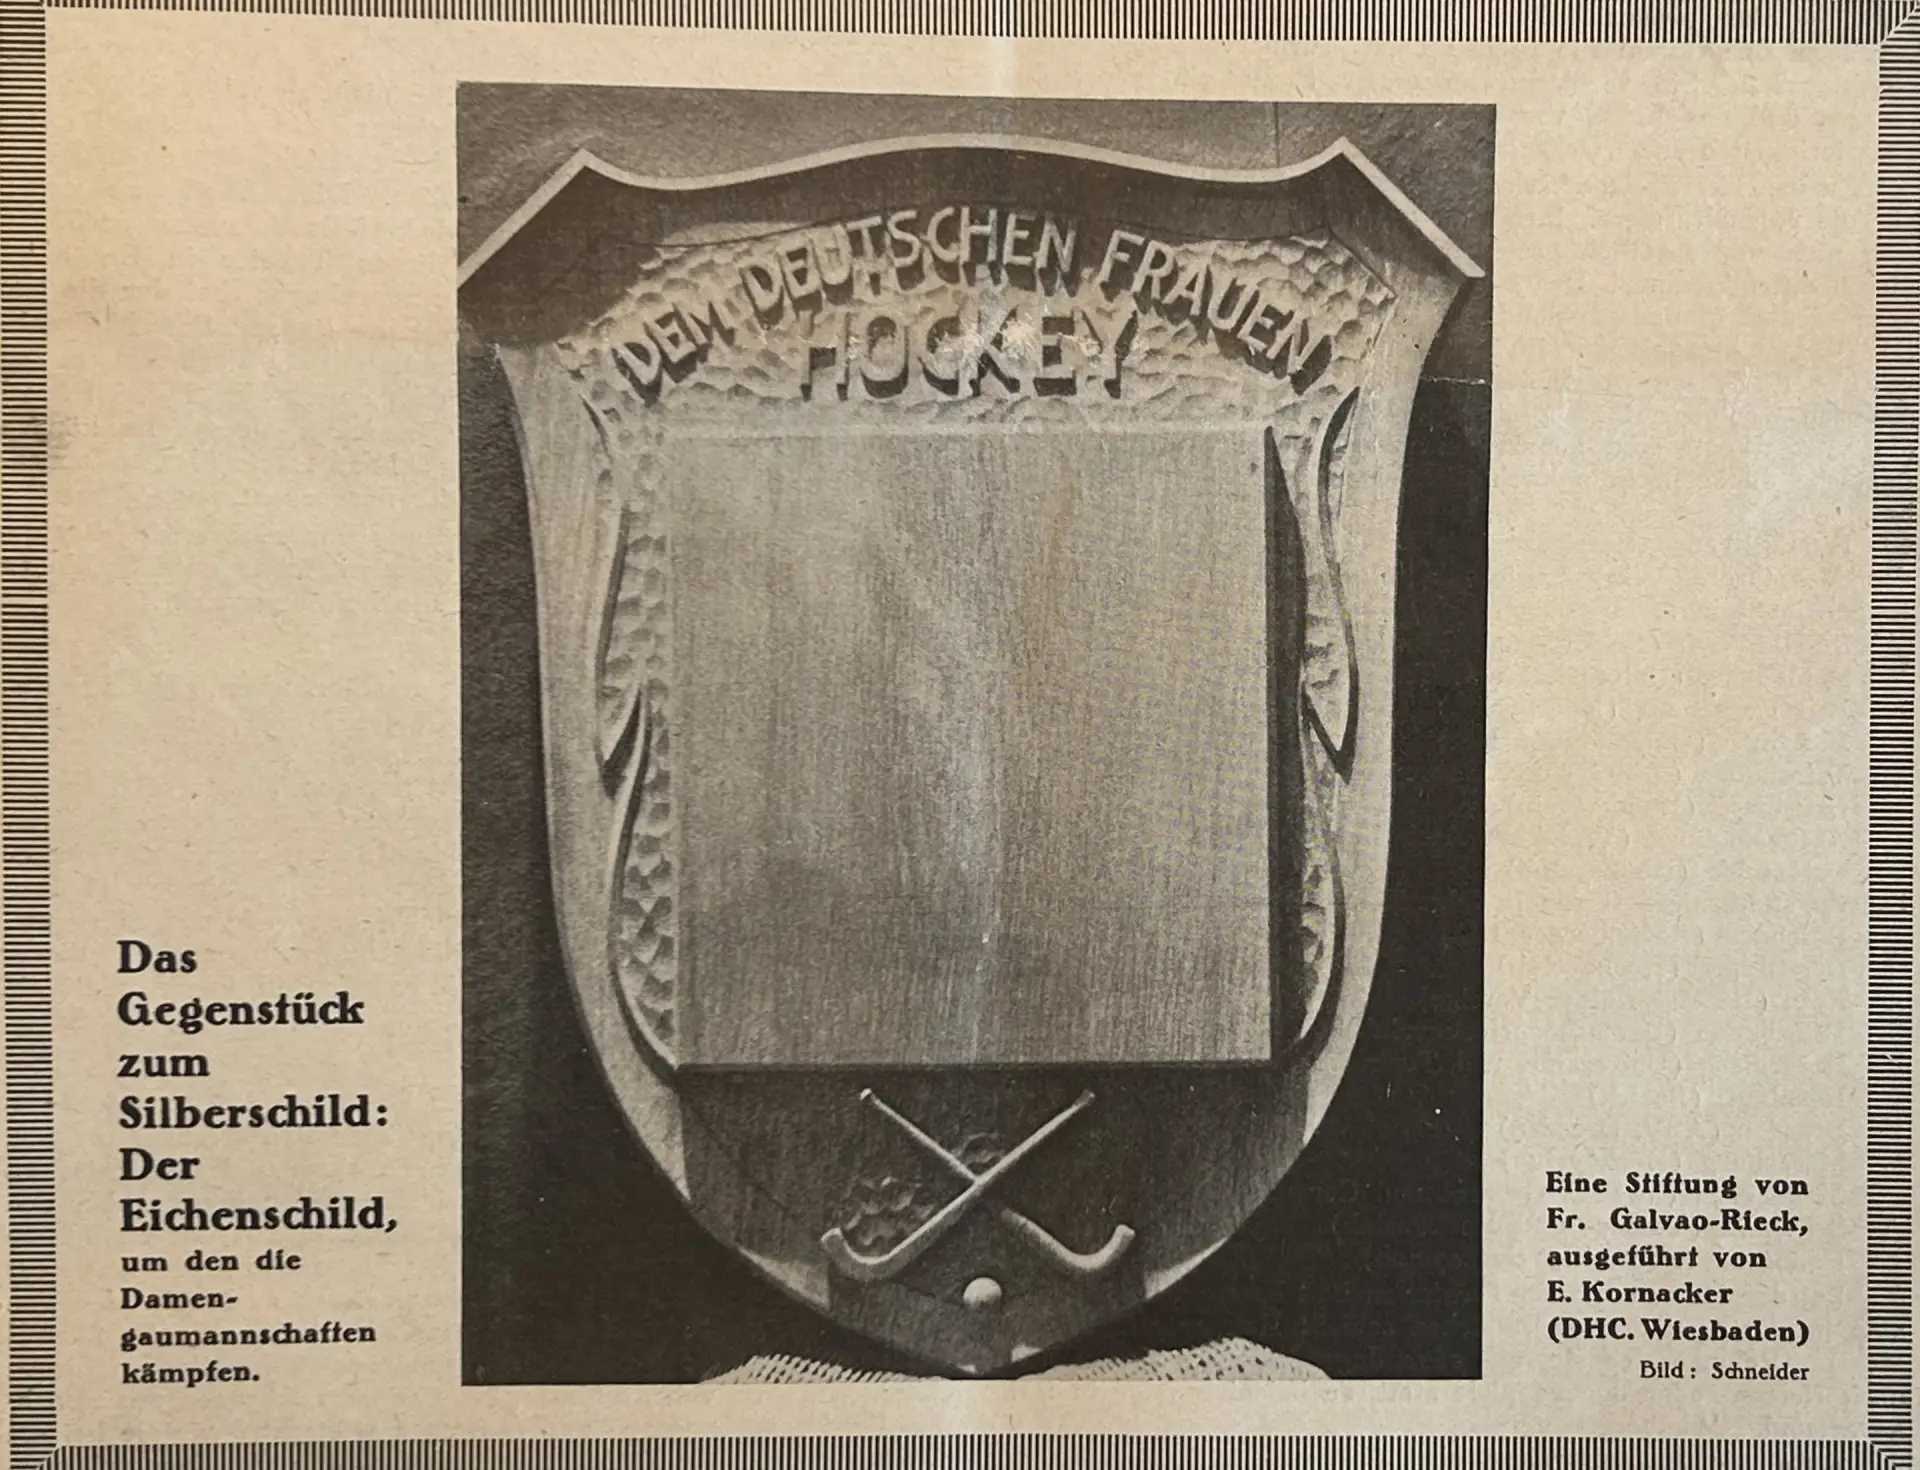 DEM DEUTSCHEN FRAUEN
HOCKEY
Das
Gegenstück
zum
Silberschild:
Der
Eichenschild,
um den die
Damen-
gaumannschaften
kämpfen.
Eine Stiftung von
Fr. Galvao-Rieck,
ausgeführt von
E. Kornacker
(DHC. Wiesbaden)
Bild: Schneider